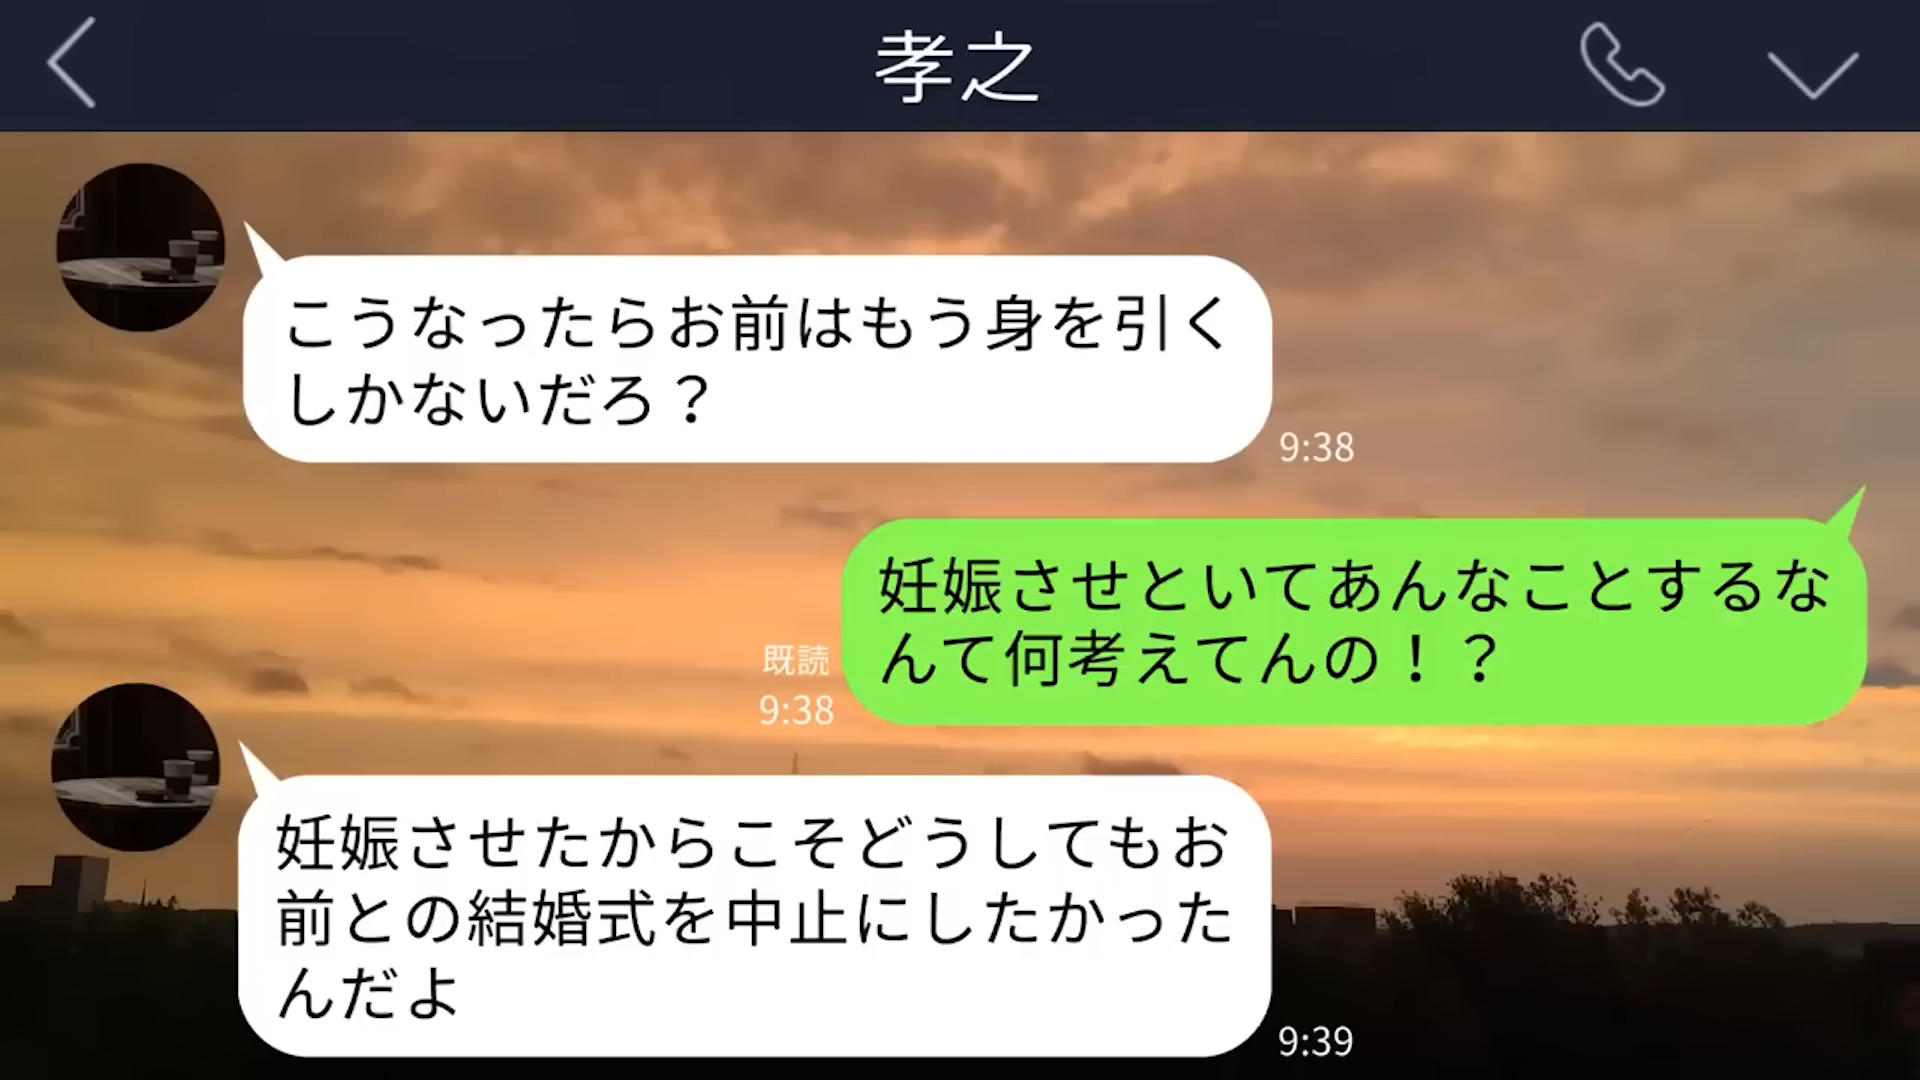 孝之
こうなったらお前はもう身を引く
しかないだろ？
9:38
妊娠させといてあんなことするな
んて何考えてんの！？
既読
9:38
妊娠させたからこそどうしてもお
前との結婚式を中止にしたかった
んだよ
9:39